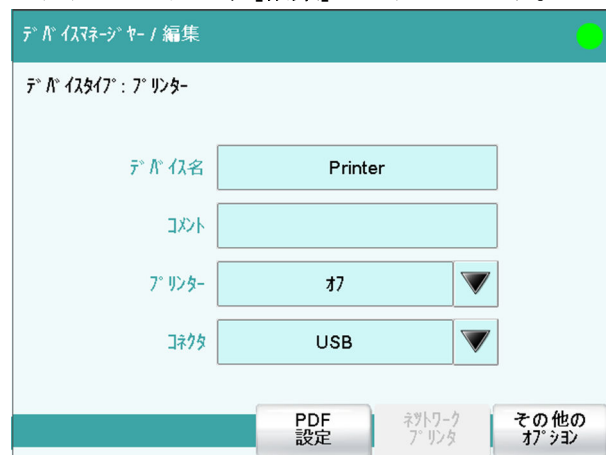 ﾃﾞﾊﾞｲｽﾏﾈｰｼﾞｬｰ / 編集
ﾃﾞﾊﾞｲｽﾀｲﾌﾟ: ﾌﾟﾘﾝﾀｰ
ﾃﾞﾊﾞｲｽ名 Printer
ｺﾒﾝﾄ
ﾌﾟﾘﾝﾀｰ ｵﾌ
ｺﾈｸﾀ USB
PDF
設定
ﾈｯﾄﾜｰｸ
ﾌﾟﾘﾝﾀ
その他の
ｵﾌﾟｼｮﾝ